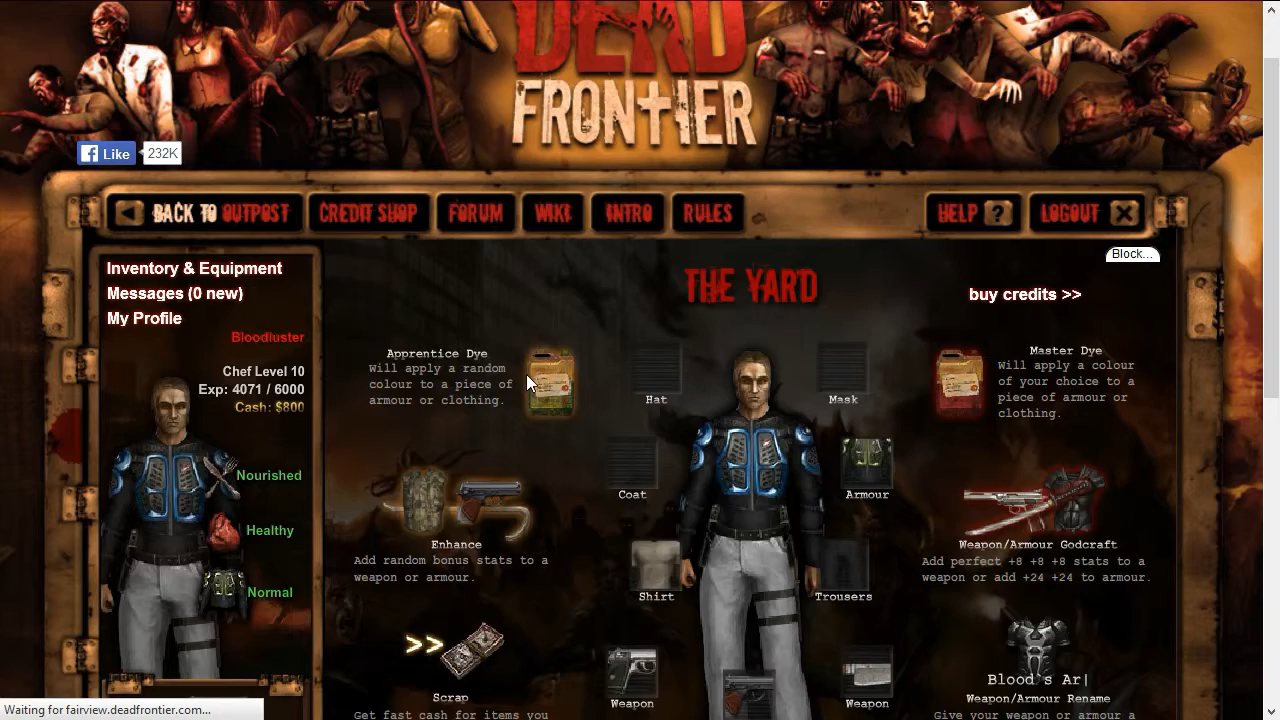 DEAD
FRONTIER
Like 232K
BACK TO OUTPOST
CREDIT SHOP
FORUM
WIKI
INTRO
RULES
HELP ?
LOGOUT X
Inventory & Equipment
Messages (0 new)
My Profile
Bloodluster
Chef Level 10
Exp: 4071 / 6000
Cash: $800
Nourished
Healthy
Normal
THE YARD
Block...
buy credits >>
Apprentice Dye
Will apply a random
colour to a piece of
armour or clothing.
Hat
Mask
Master Dye
Will apply a colour
of your choice to a
piece of armour or
clothing.
Coat
Armour
Enhance
Add random bonus stats to a
weapon or armour.
Shirt
Trousers
Weapon/Armour Godcraft
Add perfect +8 +8 +8 stats to a
weapon or add +24 +24 to armour.
>>
Scrap
Get fast cash for items you
Weapon
Weapon
Blood's Ar|
Weapon/Armour Rename
Give your weapon or armour a
Waiting for fairview.deadfrontier.com...